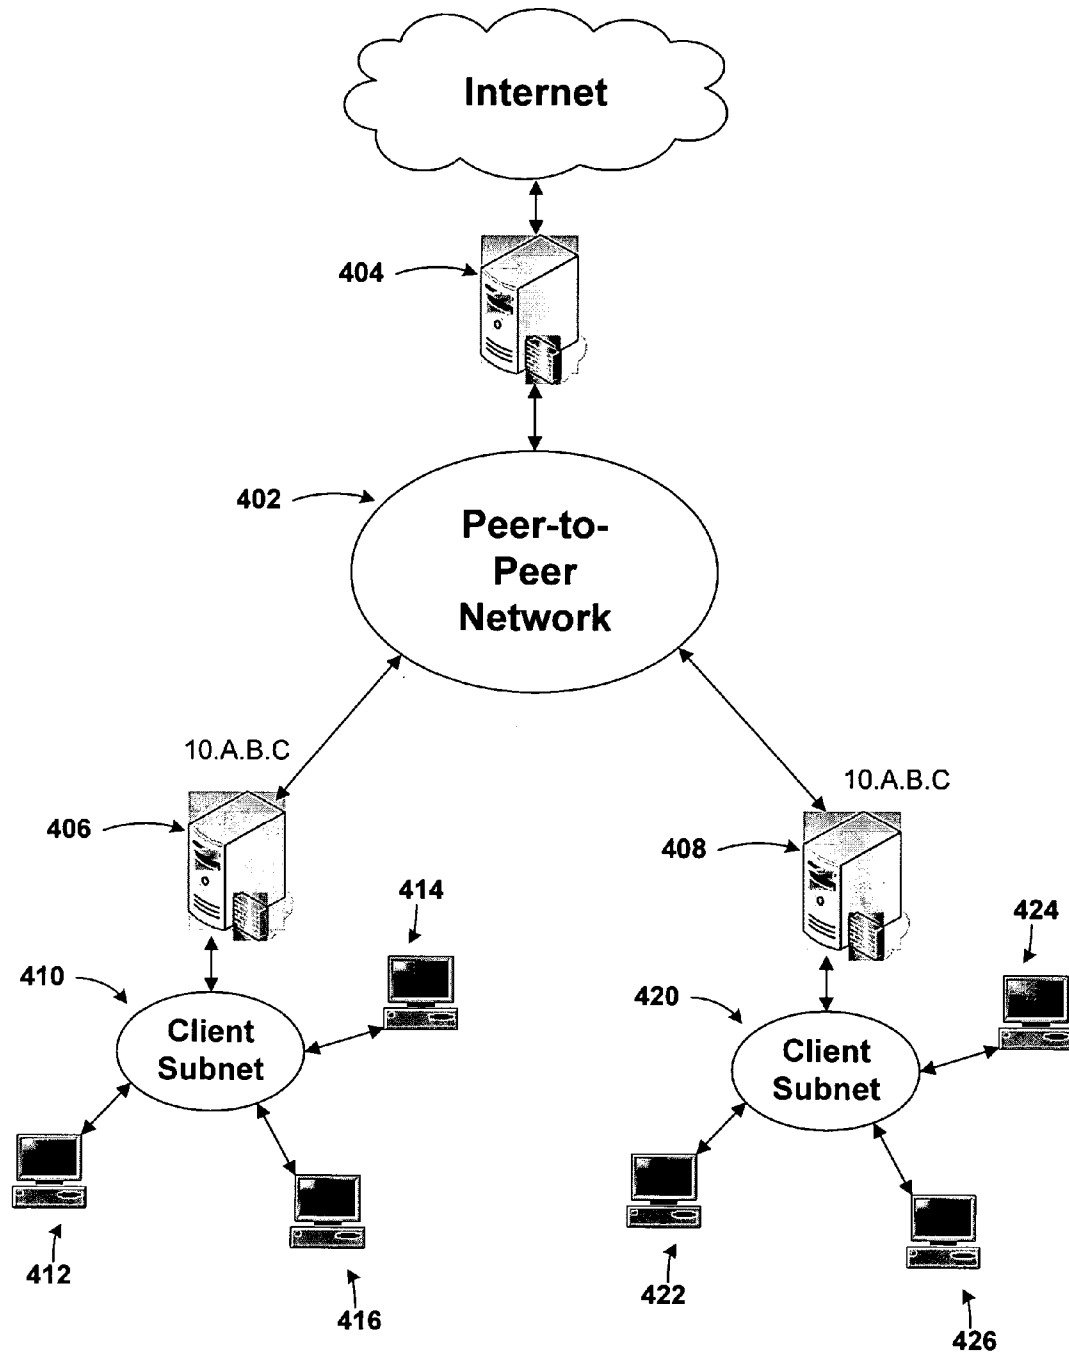 Internet
404
402
Peer-to-
Peer
Network
10.A.B.C
10.A.B.C
406
408
414
424
410
420
Client
Subnet
Client
Subnet
412
416
422
426